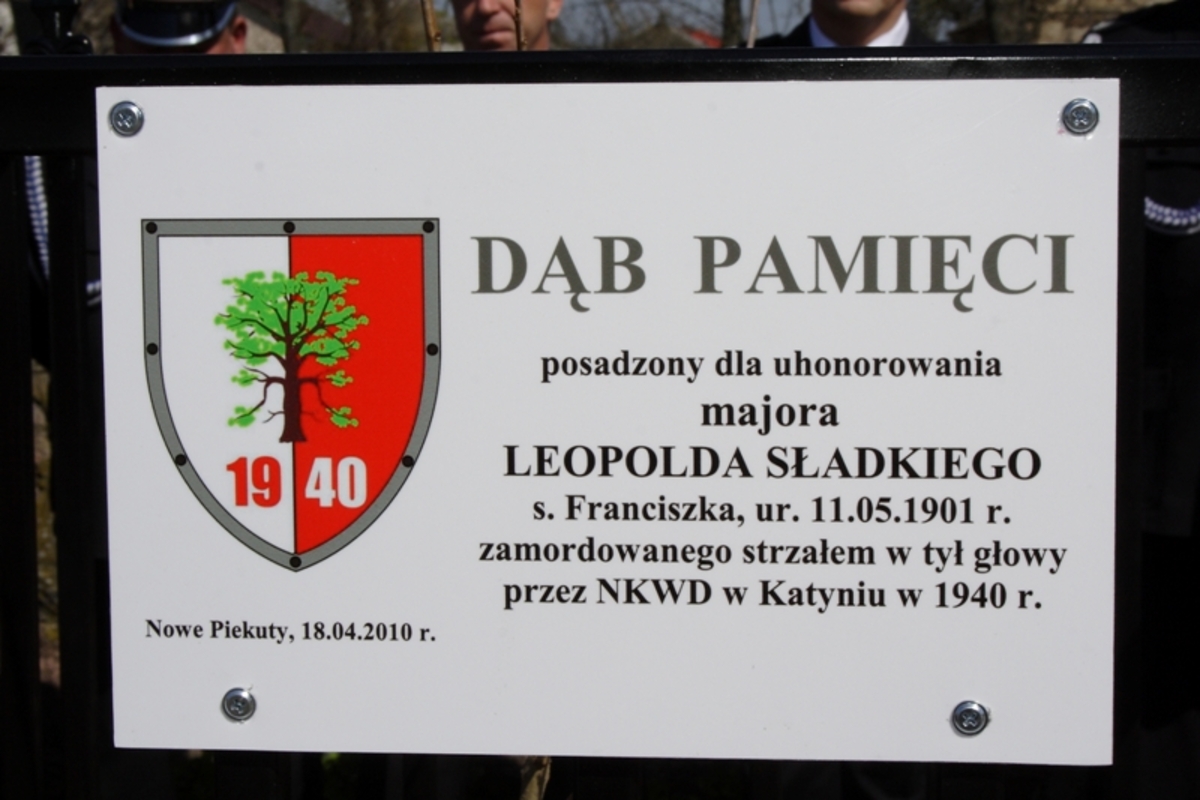 DĄB PAMIĘCI
posadzony dla uhonorowania
majora
LEOPOLDA SŁADKIEGO
s. Franciszka, ur. 11.05.1901 r.
zamordowanego strzałem w tył głowy
przez NKWD w Katyniu w 1940 r.
19 40
Nowe Piekuty, 18.04.2010 r.